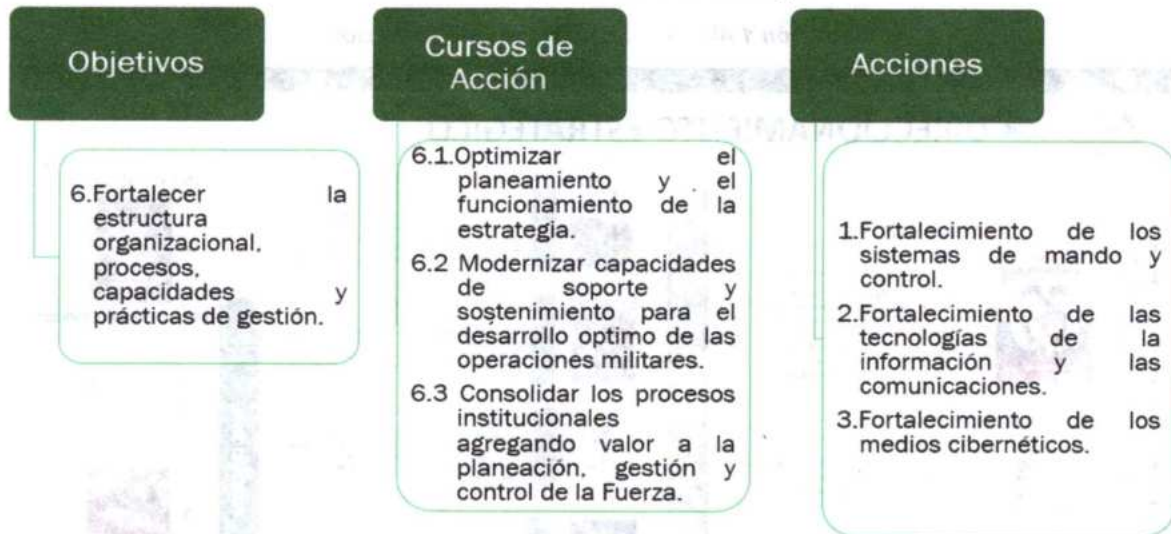 Objetivos
6.Fortalecer la
estructura
organizacional,
procesos,
capacidades y
prácticas de gestión.
Cursos de
Acción
6.1.Optimizar el
planeamiento y el
funcionamiento de la
estrategia.
6.2 Modernizar capacidades
de soporte y
sostenimiento para el
desarrollo optimo de las
operaciones militares.
6.3 Consolidar los procesos
institucionales
agregando valor a la
planeación, gestión y
control de la Fuerza.
Acciones
1.Fortalecimiento de los
sistemas de mando y
control.
2.Fortalecimiento de las
tecnologías de la
información y las
comunicaciones.
3.Fortalecimiento de los
medios cibernéticos.